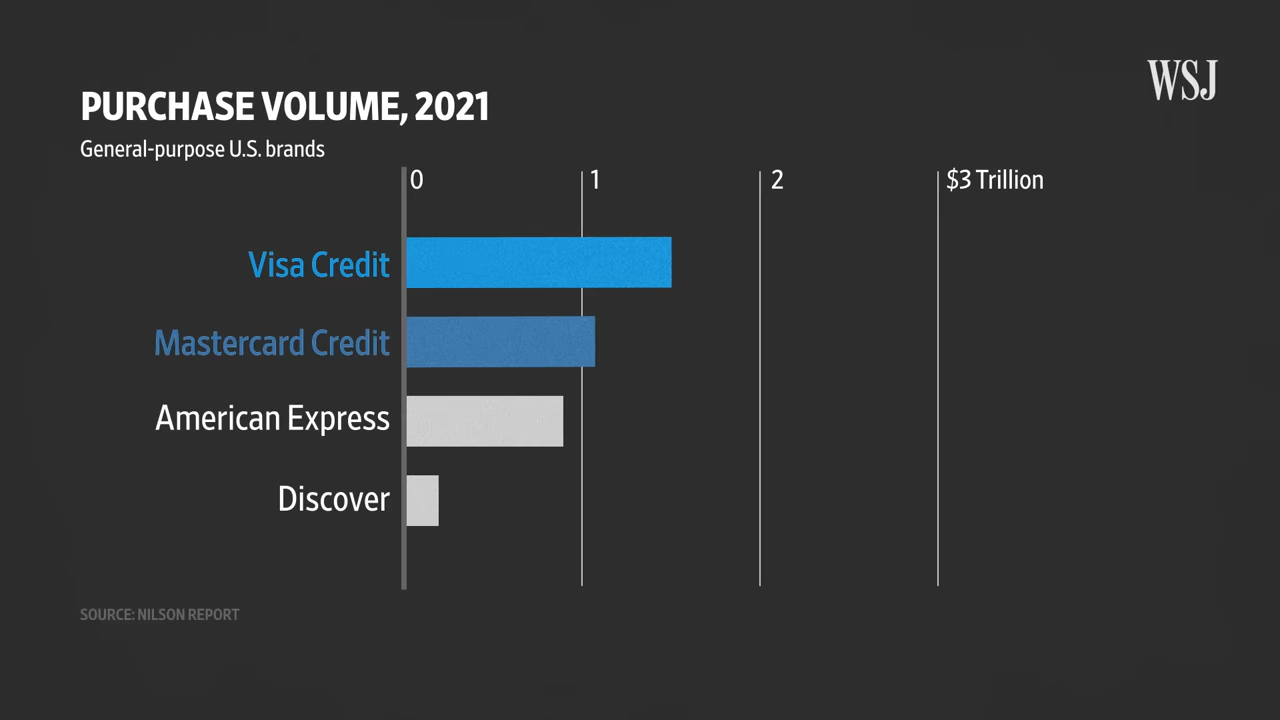 WSJ
PURCHASE VOLUME, 2021
General-purpose U.S. brands
0 1 2 $3 Trillion
Visa Credit
Mastercard Credit
American Express
Discover
SOURCE: NILSON REPORT